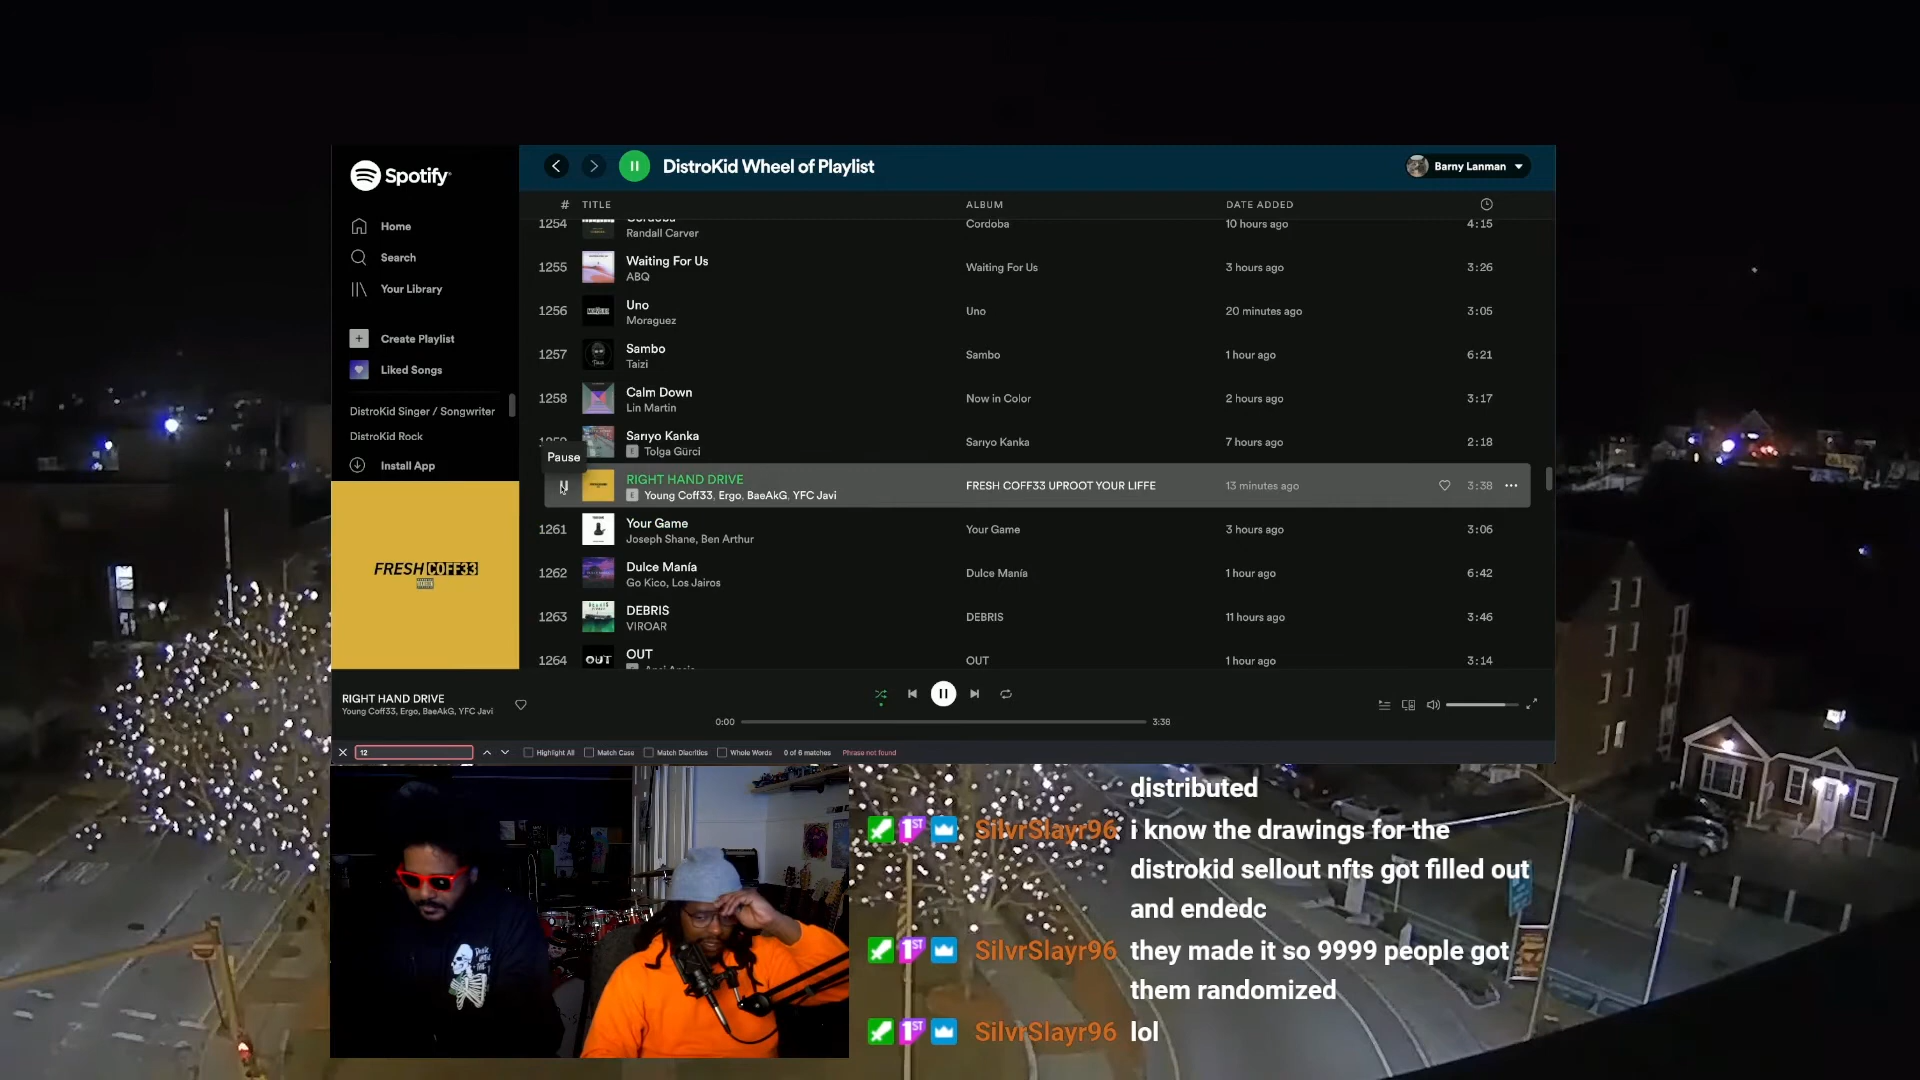 Spotify
DistroKid Wheel of Playlist
Barny Lanman
Home
Search
Your Library
Create Playlist
Liked Songs
DistroKid Singer / Songwriter
DistroKid Rock
Install App
# TITLE ALBUM DATE ADDED
1254 Cordoba Cordoba 10 hours ago 4:15
Randall Carver
1255 Waiting For Us Waiting For Us 3 hours ago 3:26
ABQ
1256 Uno Uno 20 minutes ago 3:05
Moraguez
1257 Sambo Sambo 1 hour ago 6:21
Taizi
1258 Calm Down Now in Color 2 hours ago 3:17
Lin Martin
1259 Sarıyo Kanka Sarıyo Kanka 7 hours ago 2:18
E Tolga Gürci
Pause
RIGHT HAND DRIVE FRESH COFF33 UPROOT YOUR LIFFE 13 minutes ago 3:38
E Young Coff33, Ergo, BaeAkG, YFC Javi
1261 Your Game Your Game 3 hours ago 3:06
Joseph Shane, Ben Arthur
1262 Dulce Manía Dulce Manía 1 hour ago 6:42
Go Kico, Los Jairos
1263 DEBRIS DEBRIS 11 hours ago 3:46
VIROAR
1264 OUT OUT OUT 1 hour ago 3:14
FRESH COFF33
RIGHT HAND DRIVE
Young Coff33, Ergo, BaeAkG, YFC Javi
0:00 3:38
12 Highlight All Match Case Match Diacritics Whole Words 0 of 6 matches Phrase not found
distributed
1ST SilvrSlayr96 i know the drawings for the
distrokid sellout nfts got filled out
and endedc
1ST SilvrSlayr96 they made it so 9999 people got
them randomized
1ST SilvrSlayr96 lol